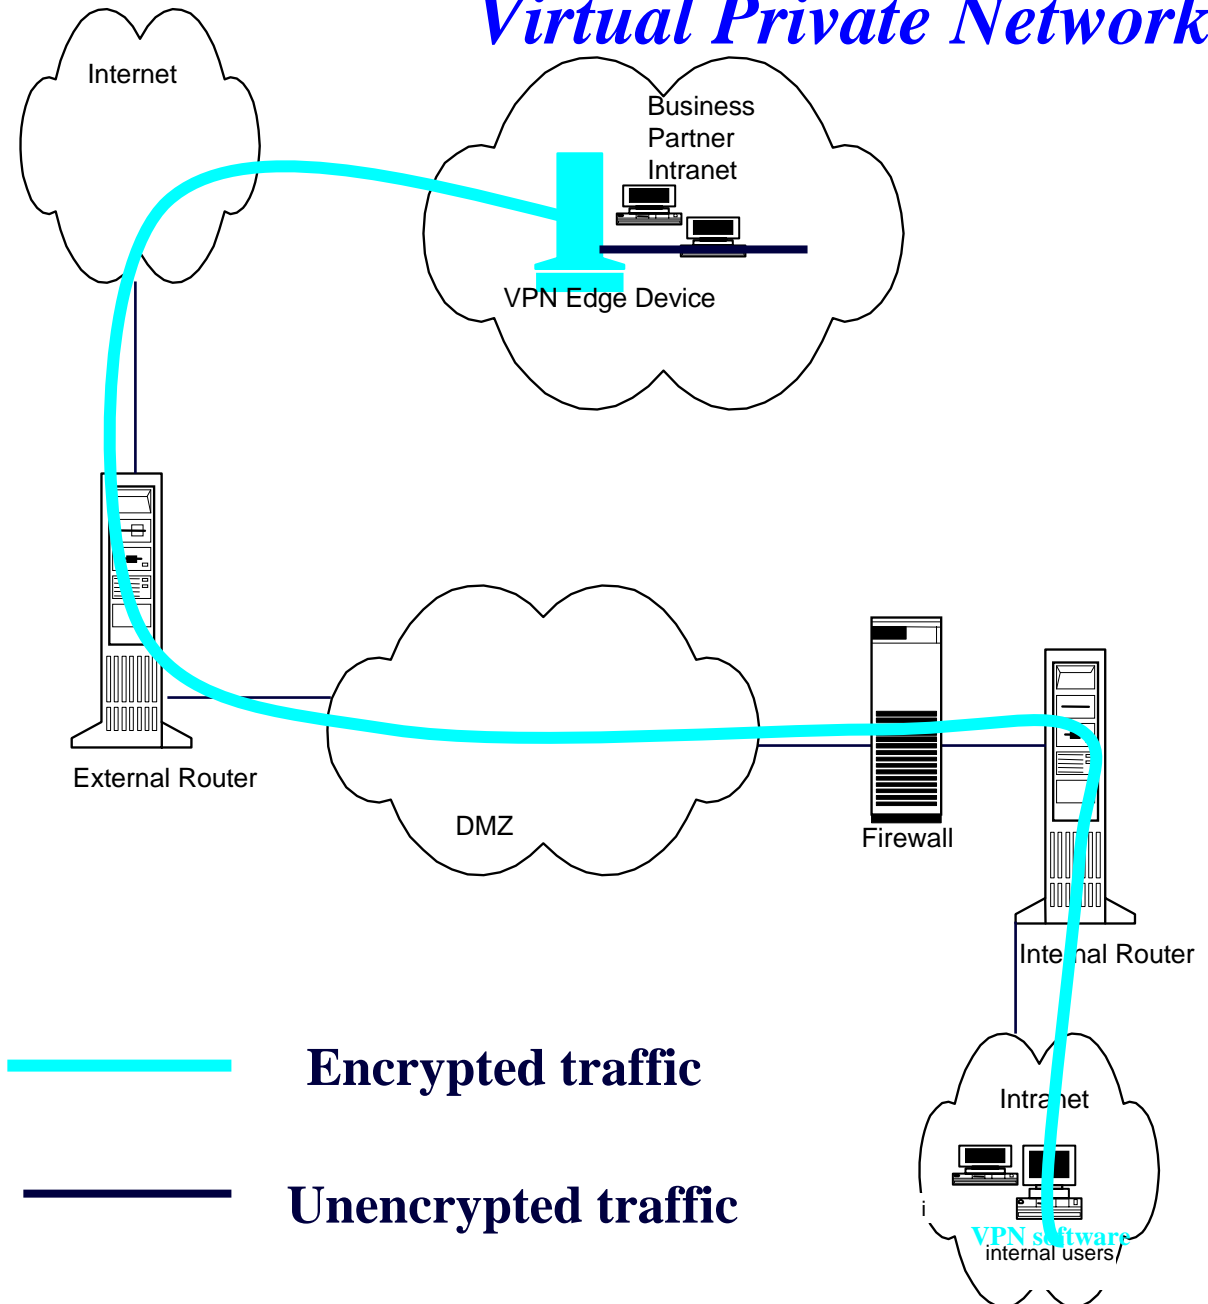 Virtual Private Network
Internet
Business
Partner
Intranet
VPN Edge Device
External Router
DMZ
Firewall
Internal Router
Encrypted traffic
Intranet
Unencrypted traffic
i
VPN software
internal users